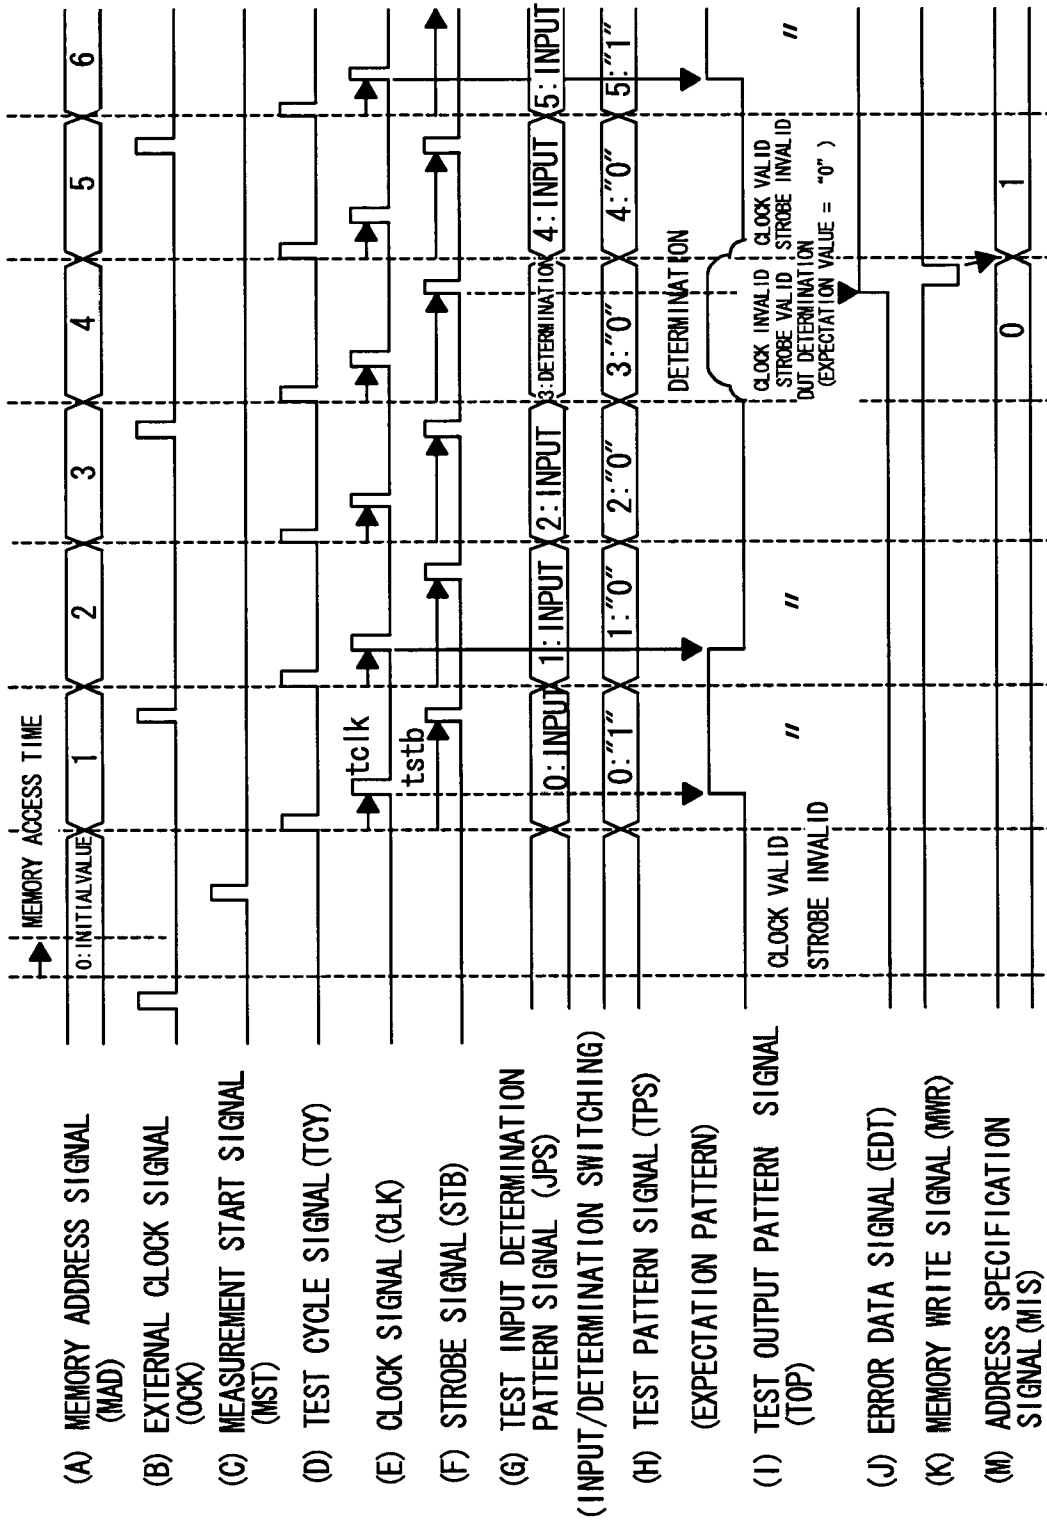 (A) MEMORY ADDRESS SIGNAL
(MAD)
0:INITIALVALUE
1
2
3
4
5
6
MEMORY ACCESS TIME
(B) EXTERNAL CLOCK SIGNAL
(OCK)
(C) MEASUREMENT START SIGNAL
(MST)
(D) TEST CYCLE SIGNAL(TCY)
(E) CLOCK SIGNAL(CLK)
tclk
(F) STROBE SIGNAL(STB)
tstb
(G) TEST INPUT DETERMINATION
PATTERN SIGNAL (JPS)
(INPUT/DETERMINATION SWITCHING)
0:INPUT
1:INPUT
2:INPUT
3:DETERMINATION
4:INPUT
5:INPUT
(H) TEST PATTERN SIGNAL(TPS)
(EXPECTATION PATTERN)
0:"1"
1:"0"
2:"0"
3:"0"
4:"0"
5:"1"
(I) TEST OUTPUT PATTERN SIGNAL
(TOP)
DETERMINATION
CLOCK VALID
STROBE INVALID
"
"
CLOCK INVALID
STROBE VALID
DUT DETERMINATION
(EXPECTATION VALUE = "0")
CLOCK VALID
STROBE INVALID
"
(J) ERROR DATA SIGNAL(EDT)
(K) MEMORY WRITE SIGNAL(MWR)
(M) ADDRESS SPECIFICATION
SIGNAL(MIS)
0
1